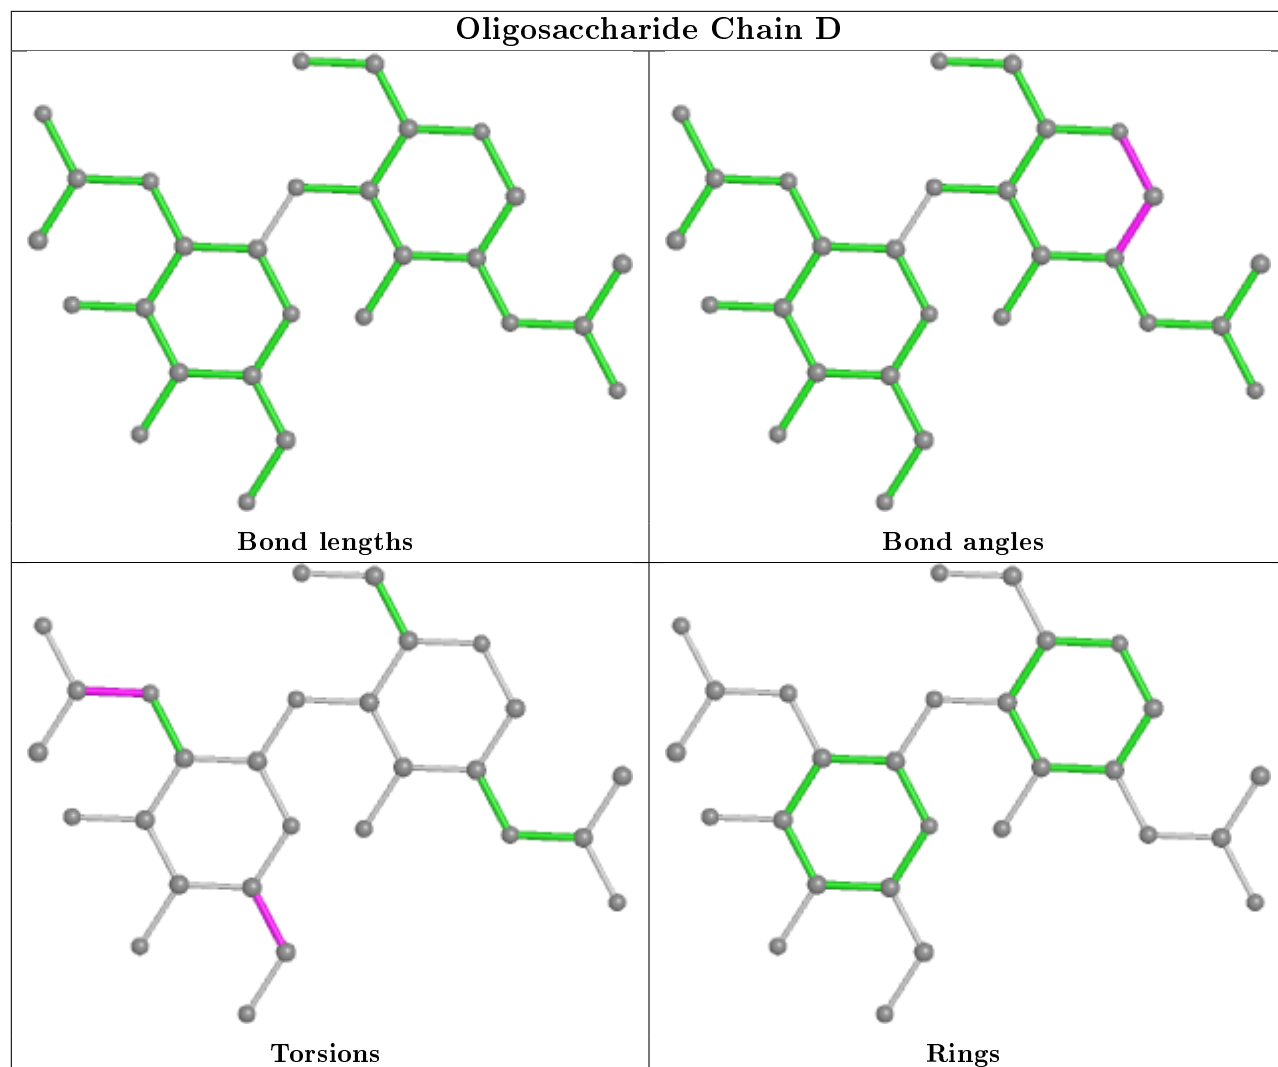 Oligosaccharide Chain D
Bond lengths
Bond angles
Torsions
Rings